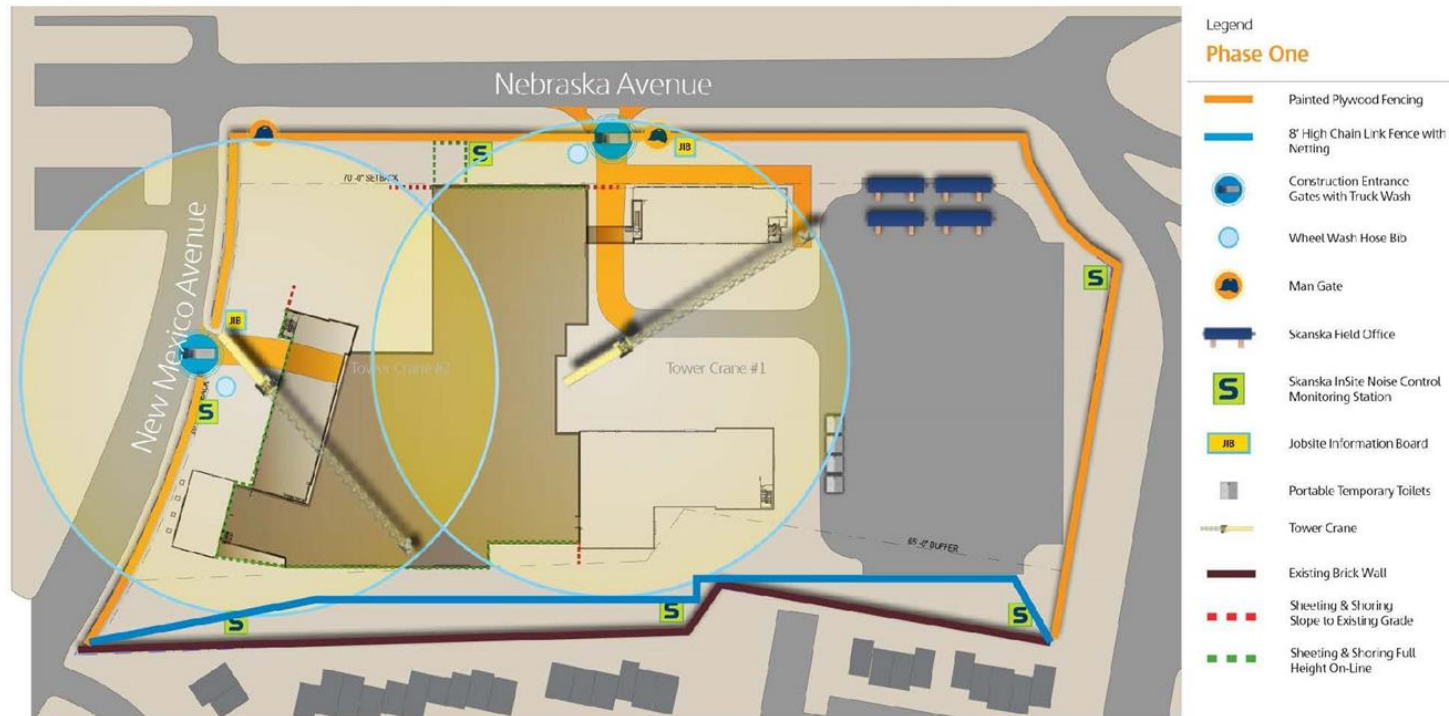 Nebraska Avenue
S
JIB
70'-0" SETBACK
New Mexico Avenue
S
JIB
Tower Crane #2
Tower Crane #1
S
S
65'-0" BUFFER
S
S
Legend
Phase One
Painted Plywood Fencing
8' High Chain Link Fence with
Netting
Construction Entrance
Gates with Truck Wash
Wheel Wash Hose Bib
Man Gate
Skanska Field Office
S
Skanska InSite Noise Control
Monitoring Station
JIB
Jobsite Information Board
Portable Temporary Toilets
Tower Crane
Existing Brick Wall
Sheeting & Shoring
Slope to Existing Grade
Sheeting & Shoring Full
Height On-Line